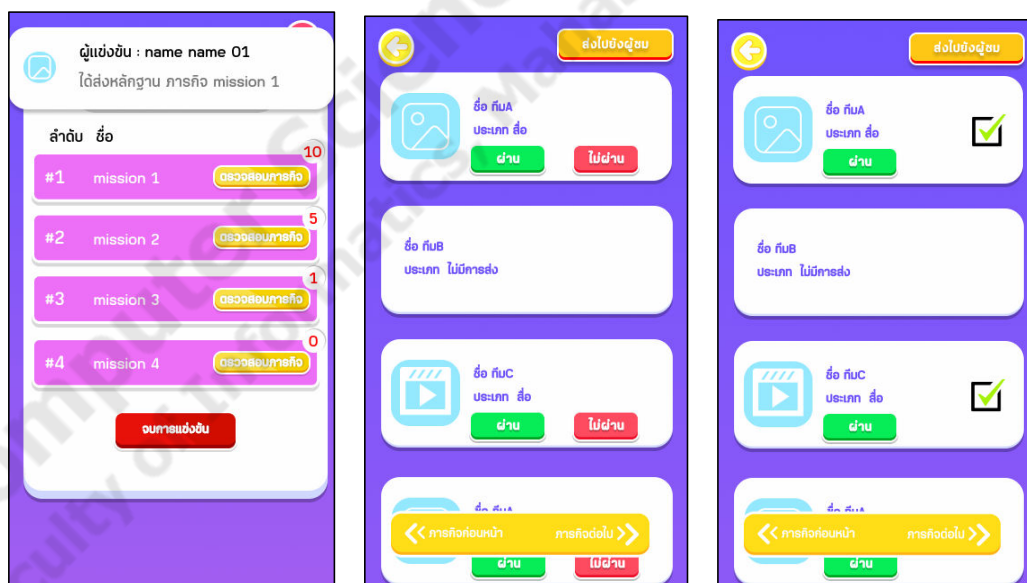 ผู้แข่งขัน : name name 01
ได้ส่งหลักฐาน ภารกิจ mission 1
ลำดับ ชื่อ
10
#1 mission 1 ตรวจสอบภารกิจ
5
#2 mission 2 ตรวจสอบภารกิจ
1
#3 mission 3 ตรวจสอบภารกิจ
0
#4 mission 4 ตรวจสอบภารกิจ
จบการแข่งขัน
ส่งไปยังผู้ชม
ชื่อ ทีมA
ประเภท สื่อ
ผ่าน ไม่ผ่าน
ชื่อ ทีมB
ประเภท ไม่มีการส่ง
ชื่อ ทีมC
ประเภท สื่อ
ผ่าน ไม่ผ่าน
ชื่อ ทีมA
ภารกิจก่อนหน้า ภารกิจต่อไป
ผ่าน ไม่ผ่าน
ส่งไปยังผู้ชม
ชื่อ ทีมA
ประเภท สื่อ
ผ่าน
ชื่อ ทีมB
ประเภท ไม่มีการส่ง
ชื่อ ทีมC
ประเภท สื่อ
ผ่าน
ชื่อ ทีมA
ภารกิจก่อนหน้า ภารกิจต่อไป
ผ่าน